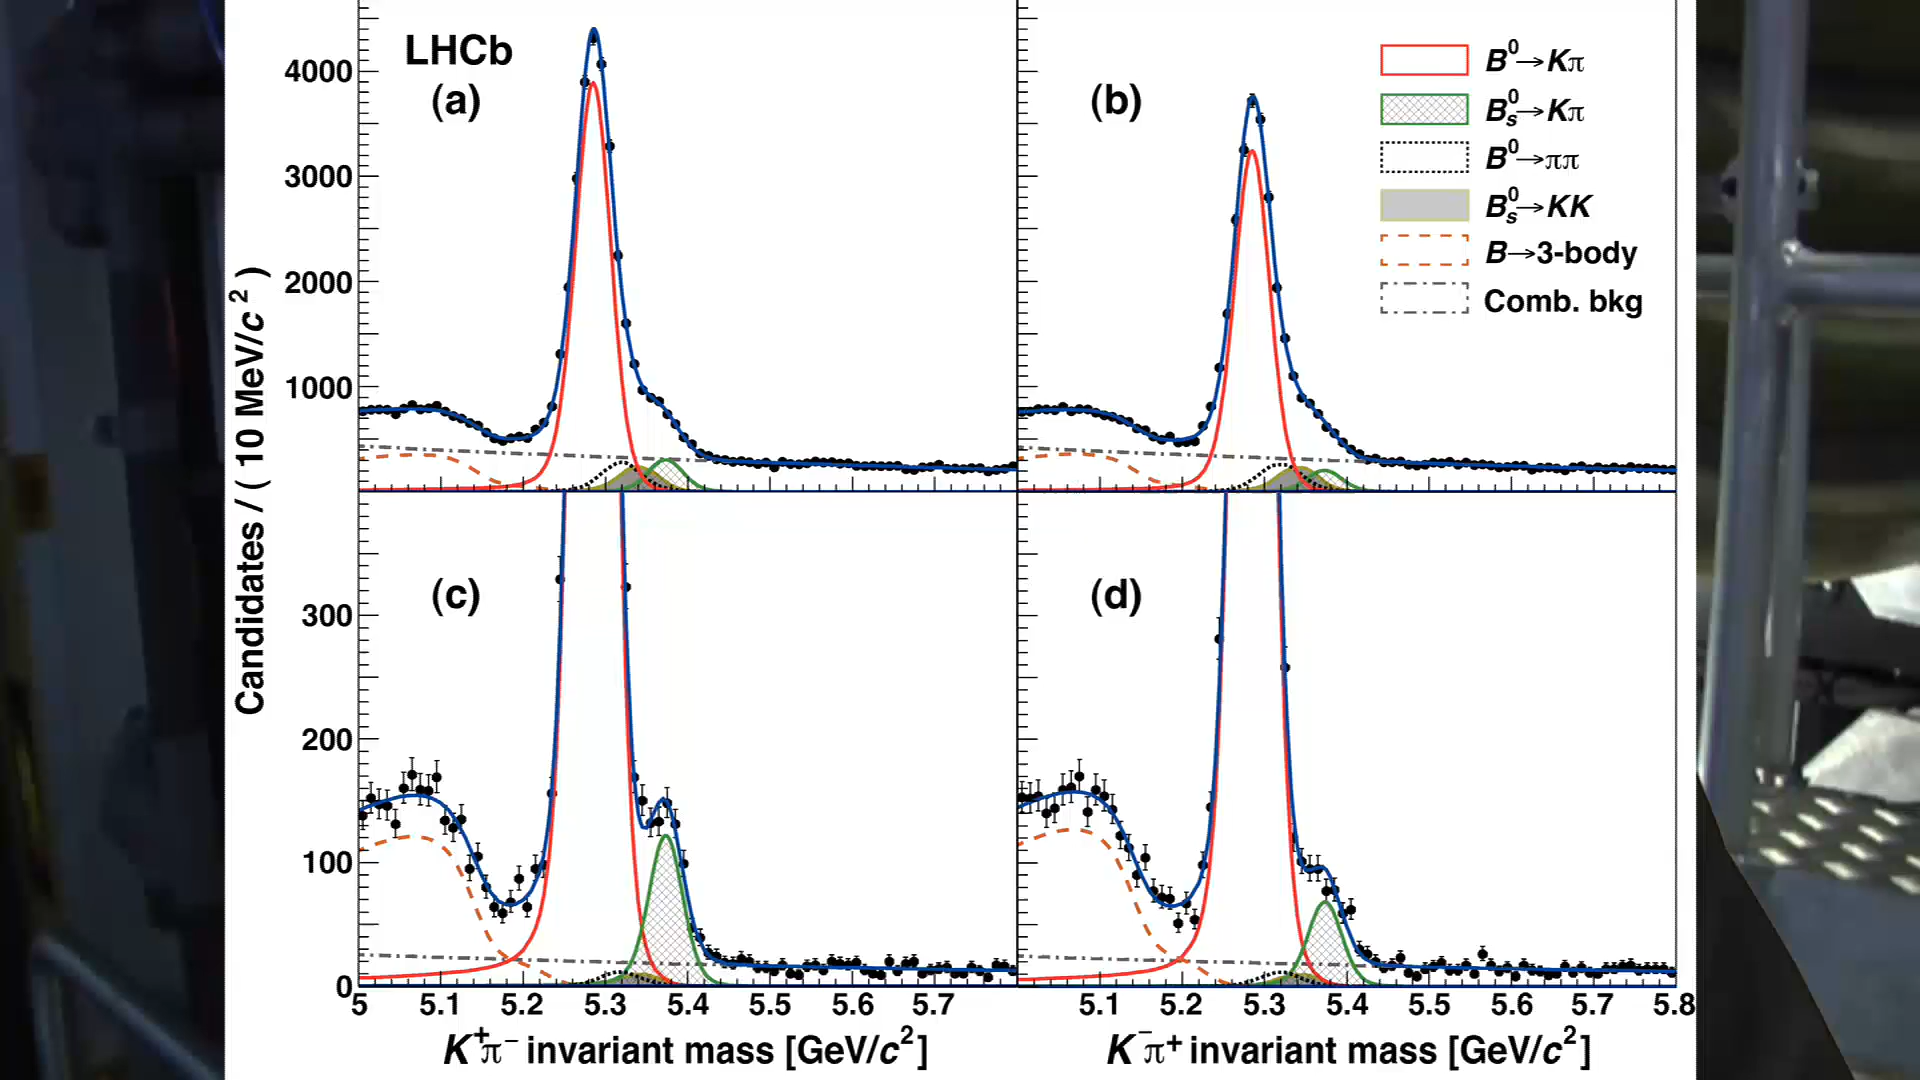 LHCb
(a)
(b)
B⁰→Kπ
B⁰ₛ→Kπ
B⁰→ππ
B⁰ₛ→KK
B→3-body
Comb. bkg
4000
3000
2000
1000
Candidates / ( 10 MeV/c² )
(c)
(d)
300
200
100
0
5 5.1 5.2 5.3 5.4 5.5 5.6 5.7 5.1 5.2 5.3 5.4 5.5 5.6 5.7 5.8
K⁺π⁻ invariant mass [GeV/c²]
K⁻π⁺ invariant mass [GeV/c²]